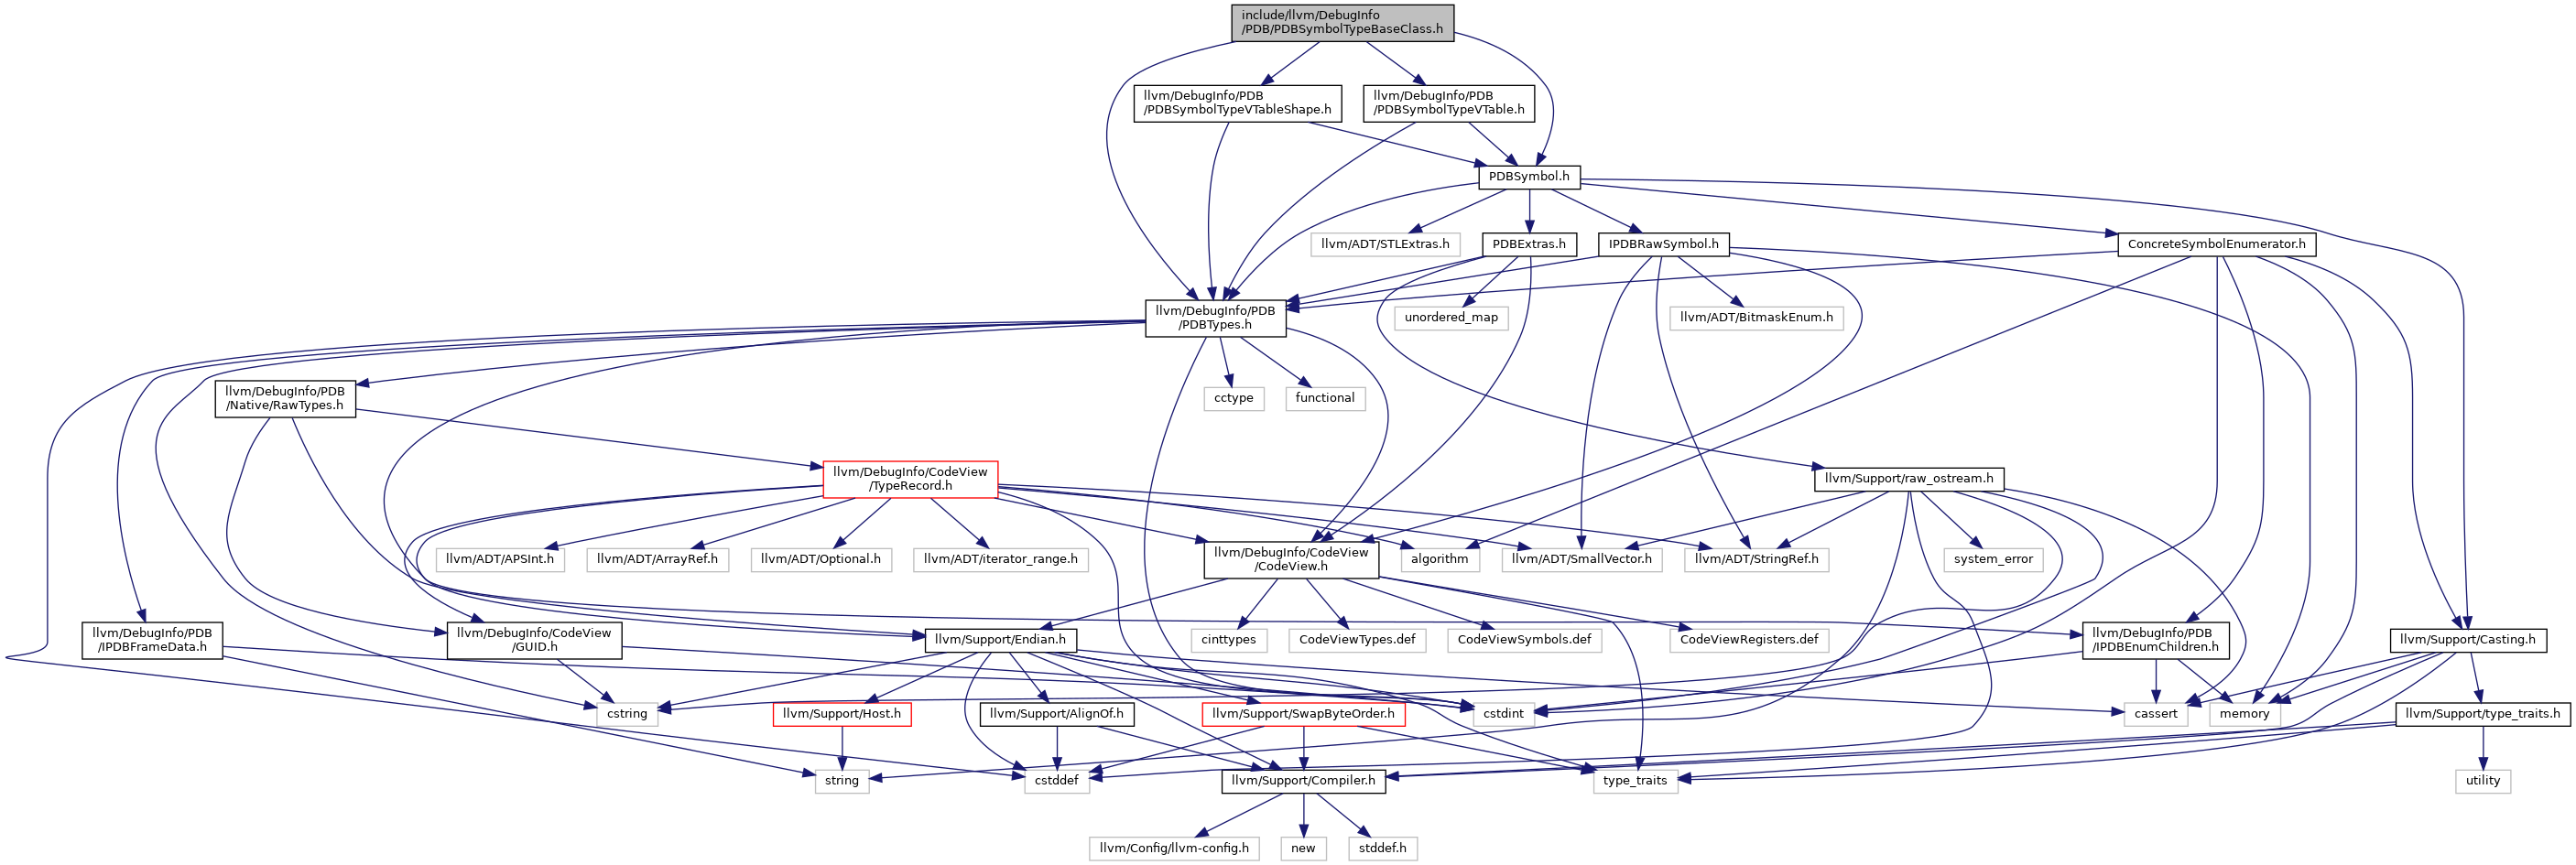 include/llvm/DebugInfo
/PDB/PDBSymbolTypeBaseClass.h
llvm/DebugInfo/PDB
/PDBSymbolTypeVTableShape.h
llvm/DebugInfo/PDB
/PDBSymbolTypeVTable.h
PDBSymbol.h
llvm/ADT/STLExtras.h
PDBExtras.h
IPDBRawSymbol.h
ConcreteSymbolEnumerator.h
llvm/DebugInfo/PDB
/PDBTypes.h
unordered_map
llvm/ADT/BitmaskEnum.h
llvm/DebugInfo/PDB
/Native/RawTypes.h
cctype
functional
llvm/DebugInfo/CodeView
/TypeRecord.h
llvm/Support/raw_ostream.h
llvm/ADT/APSInt.h
llvm/ADT/ArrayRef.h
llvm/ADT/Optional.h
llvm/ADT/iterator_range.h
llvm/DebugInfo/CodeView
/CodeView.h
algorithm
llvm/ADT/SmallVector.h
llvm/ADT/StringRef.h
system_error
llvm/DebugInfo/PDB
/IPDBFrameData.h
llvm/DebugInfo/CodeView
/GUID.h
llvm/Support/Endian.h
cinttypes
CodeViewTypes.def
CodeViewSymbols.def
CodeViewRegisters.def
llvm/DebugInfo/PDB
/IPDBEnumChildren.h
llvm/Support/Casting.h
cstring
llvm/Support/Host.h
llvm/Support/AlignOf.h
llvm/Support/SwapByteOrder.h
cstdint
cassert
memory
llvm/Support/type_traits.h
string
cstddef
llvm/Support/Compiler.h
type_traits
utility
llvm/Config/llvm-config.h
new
stddef.h